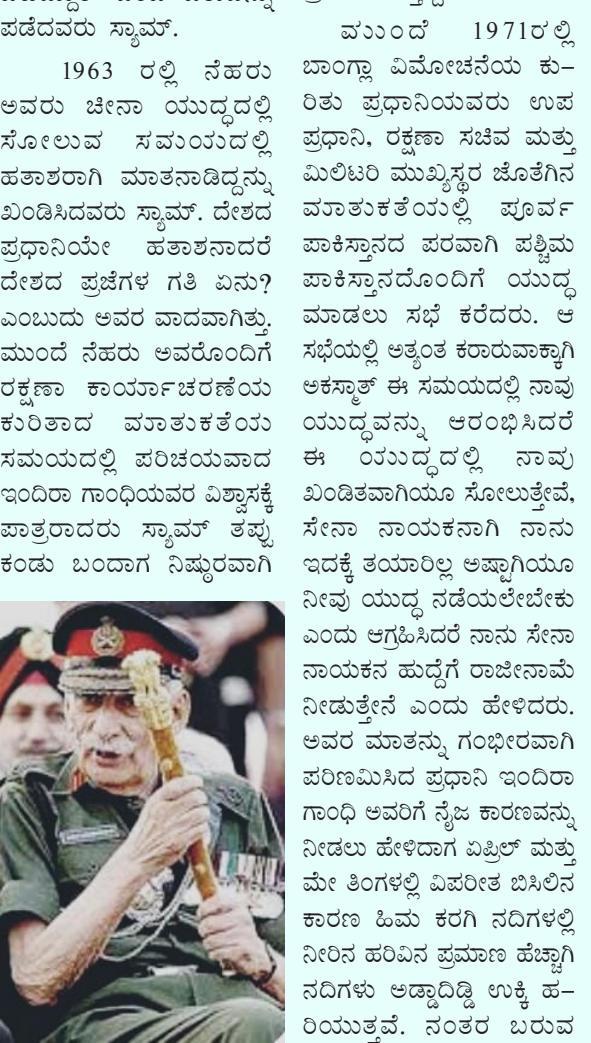 ಪಡೆದವರು ಸ್ಯಾಮ್.
1963 ರಲ್ಲಿ ನೆಹರು
ಅವರು ಚೀನಾ ಯುದ್ಧದಲ್ಲಿ
ಸೋಲುವ ಸಮಯದಲ್ಲಿ
ಹತಾಶರಾಗಿ ಮಾತನಾಡಿದ್ದನ್ನು
ಖಂಡಿಸಿದವರು ಸ್ಯಾಮ್. ದೇಶದ
ಪ್ರಧಾನಿಯೇ ಹತಾಶನಾದರೆ
ದೇಶದ ಪ್ರಜೆಗಳ ಗತಿ ಏನು?
ಎಂಬುದು ಅವರ ವಾದವಾಗಿತ್ತು.
ಮುಂದೆ ನೆಹರು ಅವರೊಂದಿಗೆ
ರಕ್ಷಣಾ ಕಾರ್ಯಾಚರಣೆಯ
ಕುರಿತಾದ ಮಾತುಕತೆಯ
ಸಮಯದಲ್ಲಿ ಪರಿಚಯವಾದ
ಇಂದಿರಾ ಗಾಂಧಿಯವರ ವಿಶ್ವಾಸಕ್ಕೆ
ಪಾತ್ರರಾದರು ಸ್ಯಾಮ್ ತಪ್ಪು
ಕಂಡು ಬಂದಾಗ ನಿಷ್ಠುರವಾಗಿ
ಮುಂದೆ 1971ರಲ್ಲಿ
ಬಾಂಗ್ಲಾ ವಿಮೋಚನೆಯ ಕು-
ರಿತು ಪ್ರಧಾನಿಯವರು ಉಪ
ಪ್ರಧಾನಿ, ರಕ್ಷಣಾ ಸಚಿವ ಮತ್ತು
ಮಿಲಿಟರಿ ಮುಖ್ಯಸ್ಥರ ಜೊತೆಗಿನ
ಮಾತುಕತೆಯಲ್ಲಿ ಪೂರ್ವ
ಪಾಕಿಸ್ತಾನದ ಪರವಾಗಿ ಪಶ್ಚಿಮ
ಪಾಕಿಸ್ತಾನದೊಂದಿಗೆ ಯುದ್ಧ
ಮಾಡಲು ಸಭೆ ಕರೆದರು. ಆ
ಸಭೆಯಲ್ಲಿ ಅತ್ಯಂತ ಕರಾರುವಾಕ್ಕಾಗಿ
ಅಕಸ್ಮಾತ್ ಈ ಸಮಯದಲ್ಲಿ ನಾವು
ಯುದ್ಧವನ್ನು ಆರಂಭಿಸಿದರೆ
ಈ ಯುದ್ಧದಲ್ಲಿ ನಾವು
ಖಂಡಿತವಾಗಿಯೂ ಸೋಲುತ್ತೇವೆ,
ಸೇನಾ ನಾಯಕನಾಗಿ ನಾನು
ಇದಕ್ಕೆ ತಯಾರಿಲ್ಲ ಅಷ್ಟಾಗಿಯೂ
ನೀವು ಯುದ್ಧ ನಡೆಯಲೇಬೇಕು
ಎಂದು ಆಗ್ರಹಿಸಿದರೆ ನಾನು ಸೇನಾ
ನಾಯಕನ ಹುದ್ದೆಗೆ ರಾಜೀನಾಮೆ
ನೀಡುತ್ತೇನೆ ಎಂದು ಹೇಳಿದರು.
ಅವರ ಮಾತನ್ನು ಗಂಭೀರವಾಗಿ
ಪರಿಣಮಿಸಿದ ಪ್ರಧಾನಿ ಇಂದಿರಾ
ಗಾಂಧಿ ಅವರಿಗೆ ನೈಜ ಕಾರಣವನ್ನು
ನೀಡಲು ಹೇಳಿದಾಗ ಏಪ್ರಿಲ್ ಮತ್ತು
ಮೇ ತಿಂಗಳಲ್ಲಿ ವಿಪರೀತ ಬಿಸಿಲಿನ
ಕಾರಣ ಹಿಮ ಕರಗಿ ನದಿಗಳಲ್ಲಿ
ನೀರಿನ ಹರಿವಿನ ಪ್ರಮಾಣ ಹೆಚ್ಚಾಗಿ
ನದಿಗಳು ಅಡ್ಡಾದಿಡ್ಡಿ ಉಕ್ಕಿ ಹ-
ರಿಯುತ್ತವೆ. ನಂತರ ಬರುವ